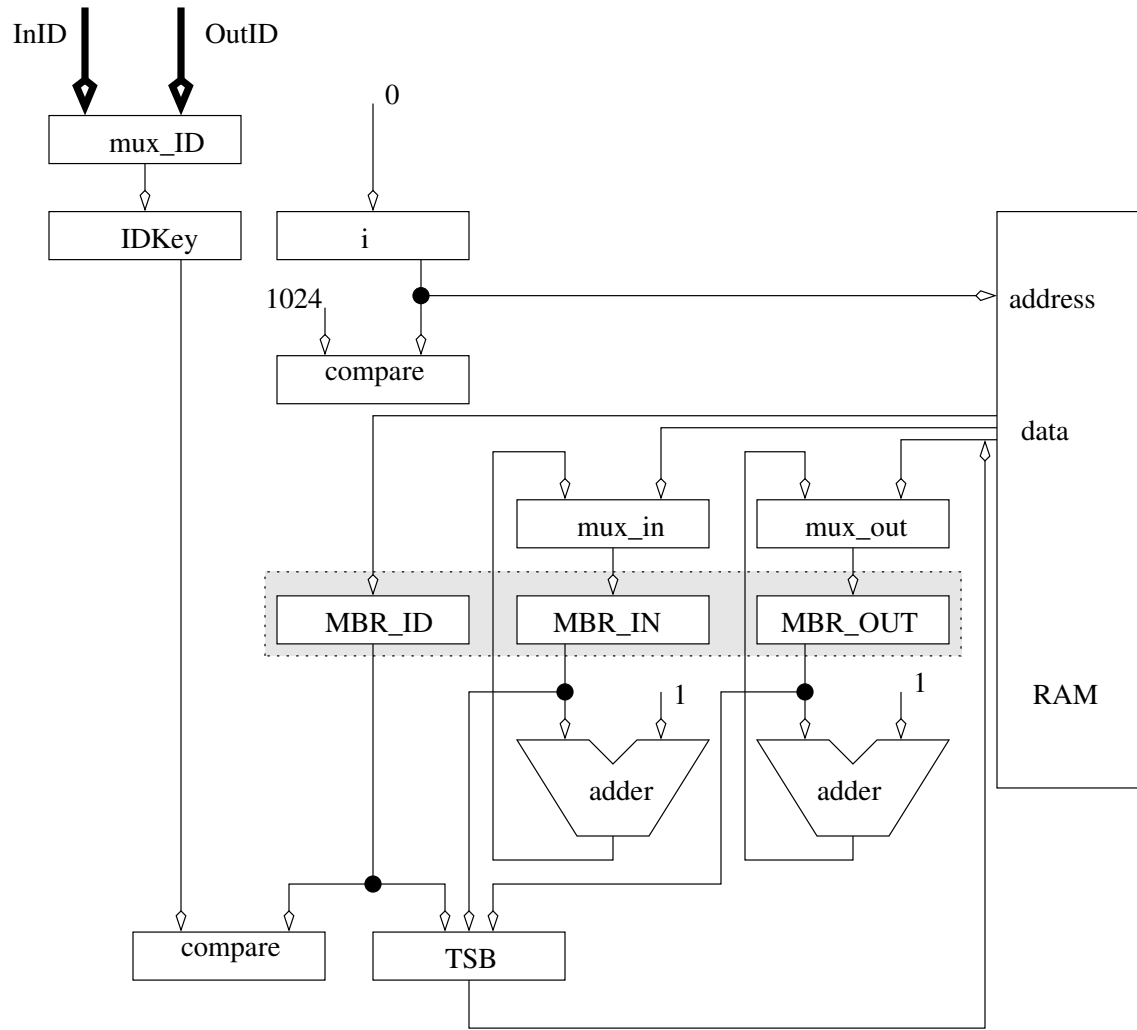 InID
OutID
0
mux_ID
IDKey
i
1024
address
compare
data
mux_in
mux_out
MBR_ID
MBR_IN
MBR_OUT
1
1
RAM
adder
adder
compare
TSB